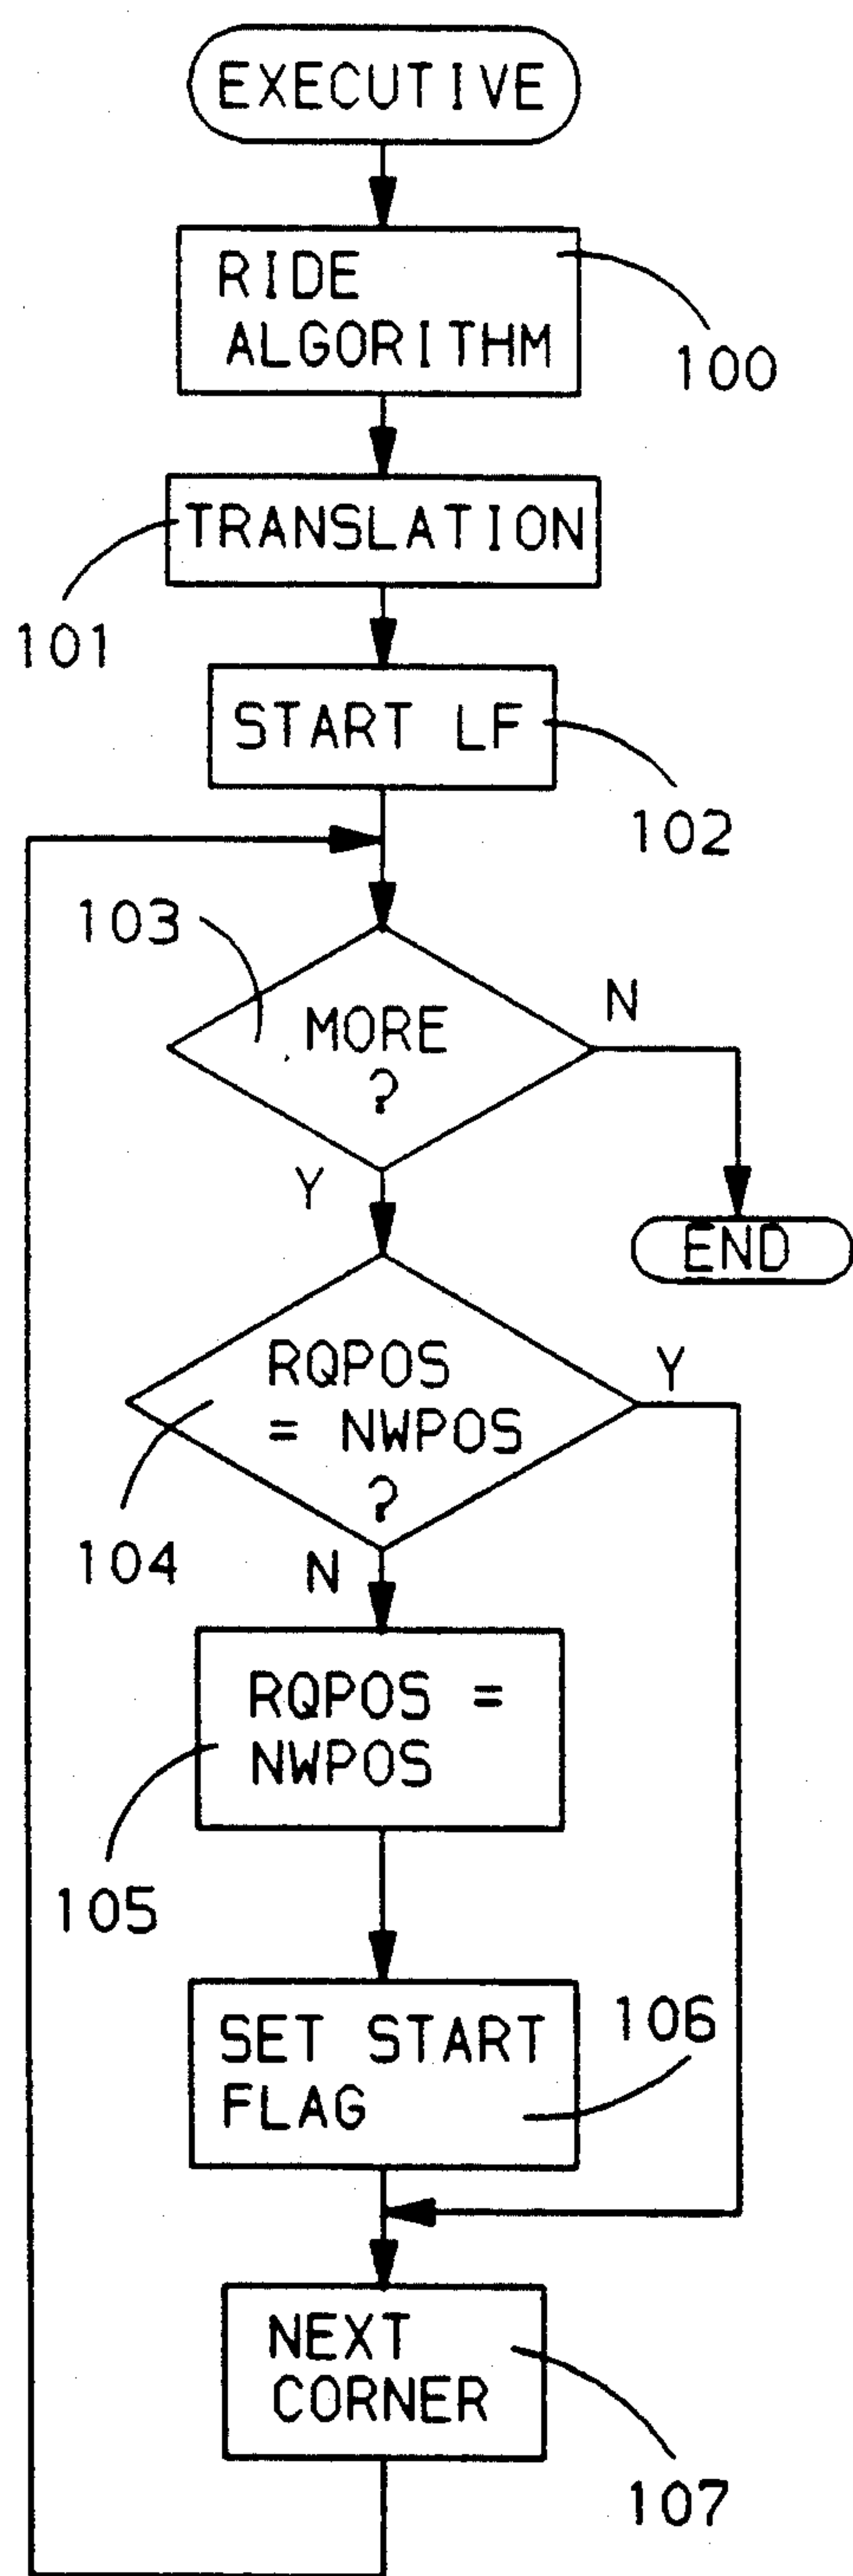 EXECUTIVE
RIDE
ALGORITHM
100
TRANSLATION
101
START LF
102
103
MORE
?
N
Y
END
RQPOS
= NWPOS
?
Y
104
N
RQPOS =
NWPOS
105
SET START
FLAG
106
NEXT
CORNER
107